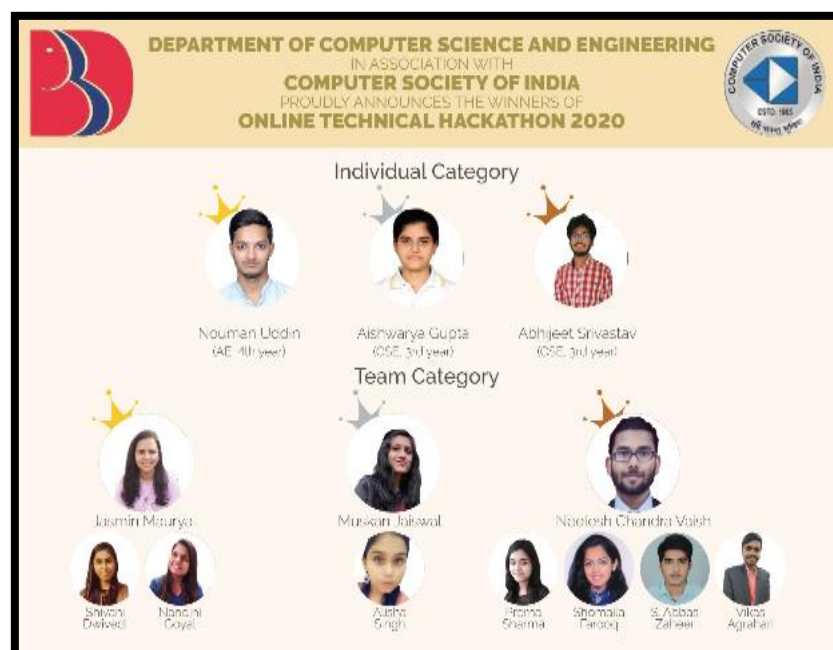 DEPARTMENT OF COMPUTER SCIENCE AND ENGINEERING
IN ASSOCIATION WITH
COMPUTER SOCIETY OF INDIA
PROUDLY ANNOUNCES THE WINNERS OF
ONLINE TECHNICAL HACKATHON 2020
COMPUTER SOCIETY OF INDIA
ESTD. 1965
Individual Category
Nouman Uddin
(AE, 4th year)
Aishwarya Gupta
(CSE, 3rd year)
Abhijeet Srivastav
(CSE, 3rd year)
Team Category
Jasmin Maurya
Muskan Jaiswal
Neelesh Chandra Vaish
Shivani
Dwivedi
Nandini
Goyal
Singh
Prerna
Sharma
Shomaila
Farooq
S. Abbas
Zaheer
Vikas
Agrahari